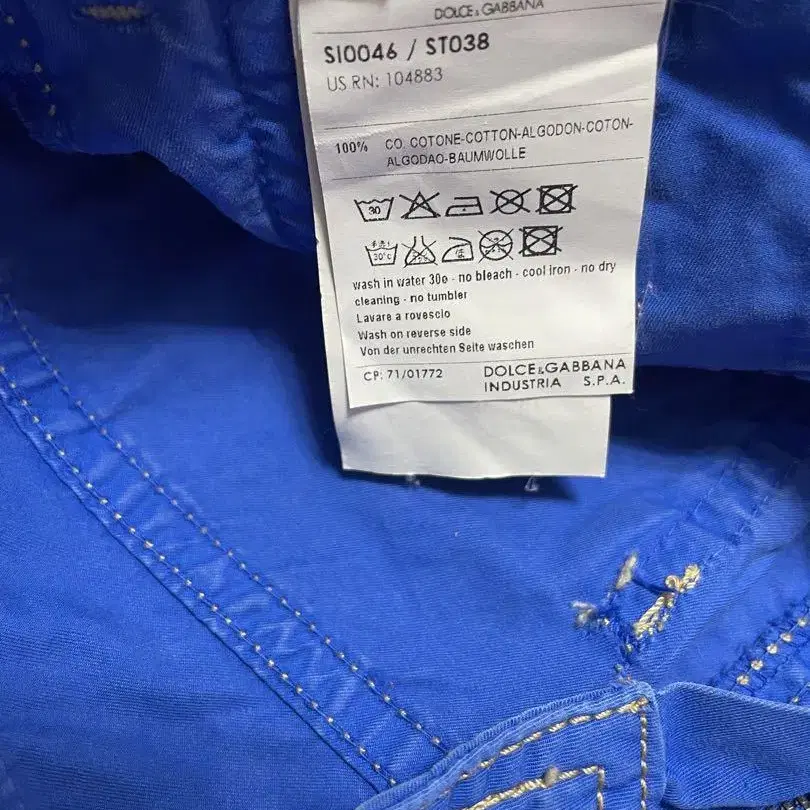 DOLCE&GABBANA
SI0046 / ST038
US RN: 104883
100% CO. COTONE-COTTON-ALGODON-COTON-
ALGODAO-BAUMWOLLE
30
30°c
wash in water 30ø - no bleach - cool iron - no dry
cleaning - no tumbler
Lavare a rovescio
Wash on reverse side
Von der unrechten Seite waschen
CP: 71/01772 DOLCE&GABBANA
INDUSTRIA S.P.A.